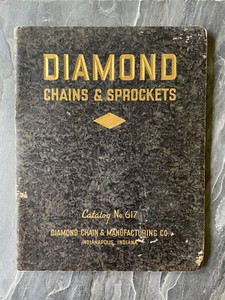 DIAMOND
CHAINS & SPROCKETS
Catalog No. 617
DIAMOND CHAIN & MANUFACTURING CO.
INDIANAPOLIS, INDIANA